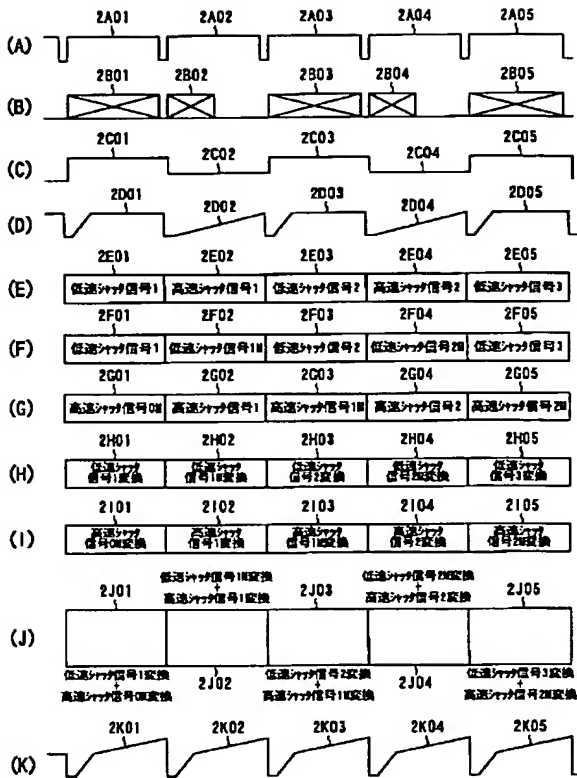 2A01 2A02 2A03 2A04 2A05
(A)
2B01 2B02 2B03 2B04 2B05
(B)
2C01 2C02 2C03 2C04 2C05
(C)
2D01 2D02 2D03 2D04 2D05
(D)
2E01 2E02 2E03 2E04 2E05
(E) 低速シャッタ信号1 高速シャッタ信号1 低速シャッタ信号2 高速シャッタ信号2 低速シャッタ信号3
2F01 2F02 2F03 2F04 2F05
(F) 低速シャッタ信号1 低速シャッタ信号1M 低速シャッタ信号2 低速シャッタ信号2M 低速シャッタ信号3
2G01 2G02 2G03 2G04 2G05
(G) 高速シャッタ信号0M 高速シャッタ信号1 高速シャッタ信号1M 高速シャッタ信号2 高速シャッタ信号2M
2H01 2H02 2H03 2H04 2H05
低速シャッタ 低速シャッタ 低速シャッタ 低速シャッタ 低速シャッタ
(H) 信号1変換 信号1M変換 信号2変換 信号2M変換 信号3変換
2I01 2I02 2I03 2I04 2I05
高速シャッタ 高速シャッタ 高速シャッタ 高速シャッタ 高速シャッタ
(I) 信号0M変換 信号1変換 信号1M変換 信号2変換 信号2M変換
低速シャッタ信号1M変換 低速シャッタ信号2M変換
2J01 + 2J03 + 2J05
高速シャッタ信号1変換 高速シャッタ信号2変換
(J)
低速シャッタ信号1変換 低速シャッタ信号2変換 低速シャッタ信号3変換
+ 2J02 + 2J04 +
高速シャッタ信号0M変換 高速シャッタ信号1M変換 高速シャッタ信号2M変換
2K01 2K02 2K03 2K04 2K05
(K)